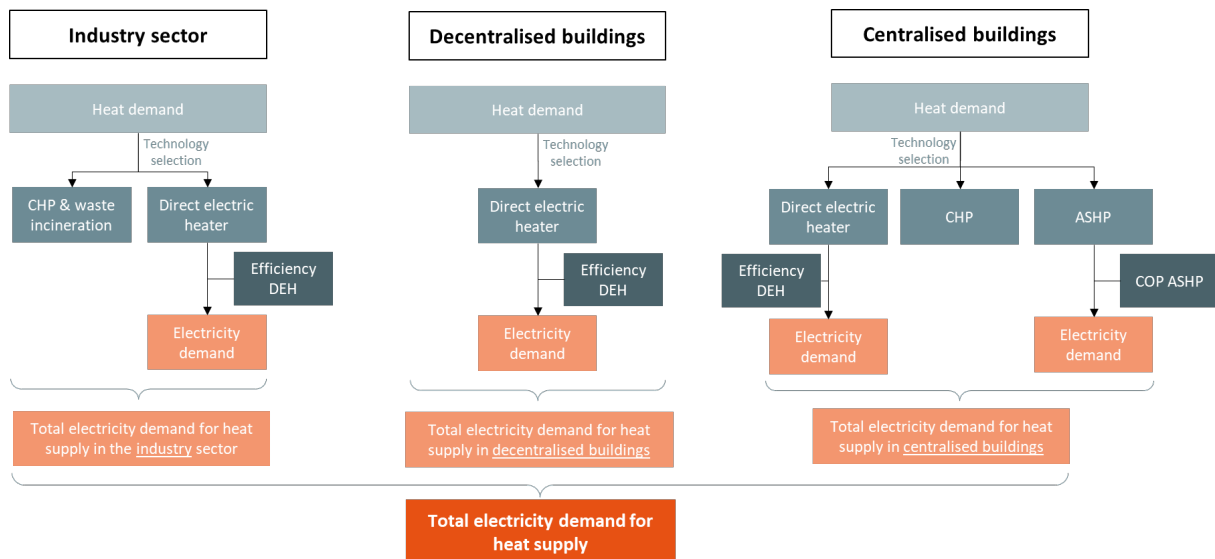 Industry sector
Decentralised buildings
Centralised buildings
Heat demand
Heat demand
Heat demand
Technology
selection
Technology
selection
Technology
selection
CHP & waste
incineration
Direct electric
heater
Direct electric
heater
Direct electric
heater
CHP
ASHP
Efficiency
DEH
Efficiency
DEH
Efficiency
DEH
COP ASHP
Electricity
demand
Electricity
demand
Electricity
demand
Electricity
demand
Total electricity demand for heat
supply in the industry sector
Total electricity demand for heat
supply in decentralised buildings
Total electricity demand for heat
supply in centralised buildings
Total electricity demand for
heat supply